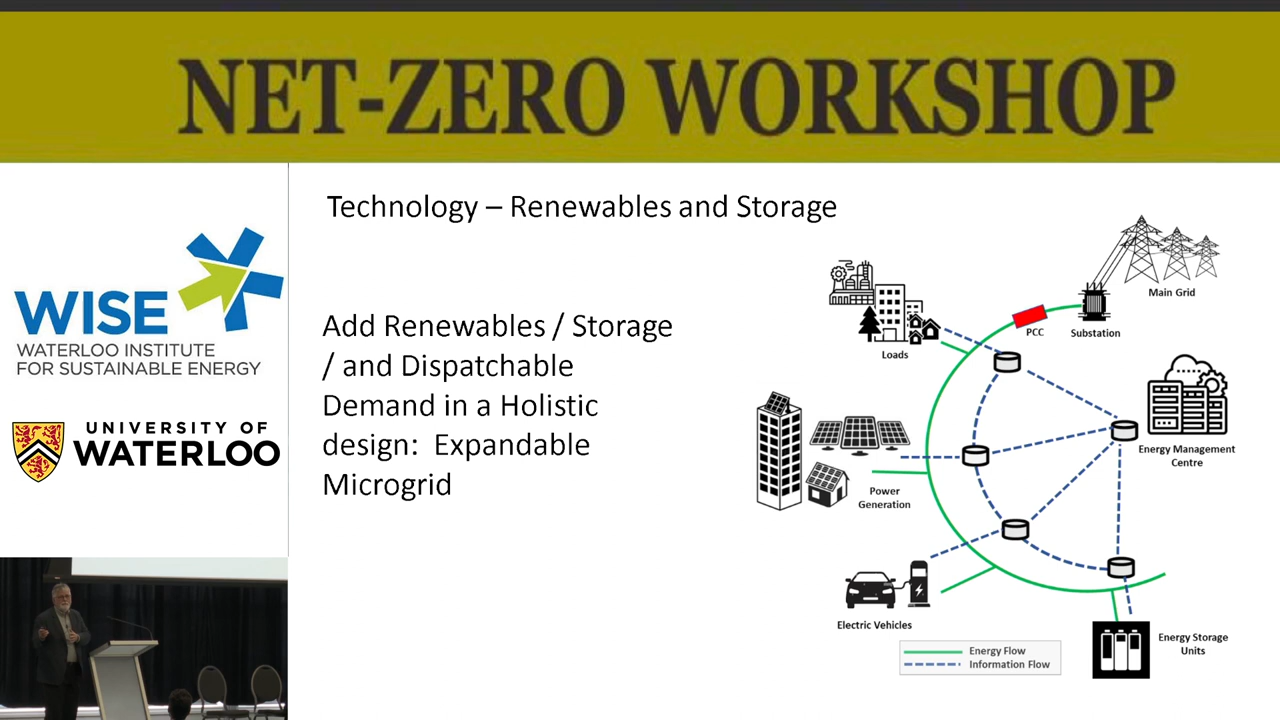 NET-ZERO WORKSHOP
WISE
WATERLOO INSTITUTE
FOR SUSTAINABLE ENERGY
UNIVERSITY OF
WATERLOO
Technology – Renewables and Storage
Add Renewables / Storage
/ and Dispatchable
Demand in a Holistic
design: Expandable
Microgrid
Main Grid
PCC
Substation
Loads
Energy Management
Centre
Power
Generation
Electric Vehicles
Energy Storage
Units
Energy Flow
Information Flow